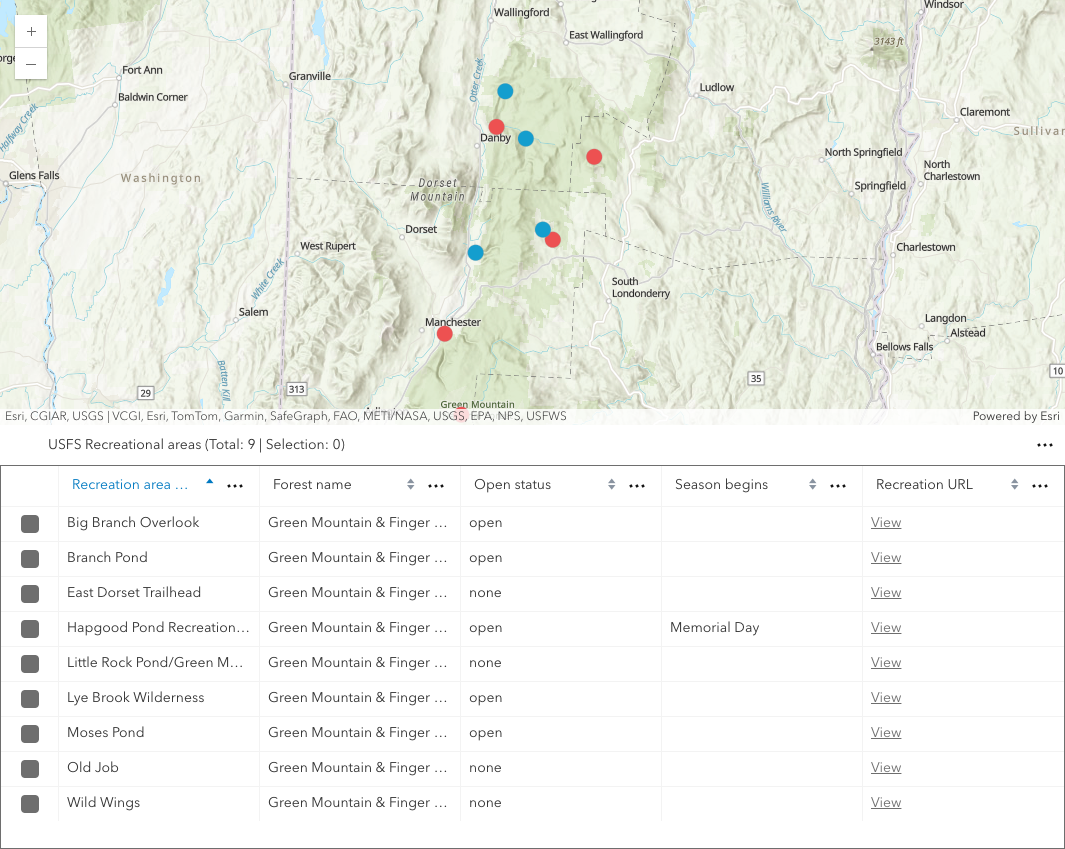 Wallingford
Windsor
East Wallingford
3143 ft
Fort Ann
Granville
Ludlow
Baldwin Corner
Otter Creek
Halfway Creek
Claremont
Sullivan
Danby
North Springfield
Glens Falls
Washington
North
Charlestown
Dorset
Mountain
Springfield
Williams River
Dorset
West Rupert
Charlestown
White Creek
South
Londonderry
Salem
Manchester
Langdon
Alstead
Bellows Falls
Batten Kill
29
313
35
10
Green Mountain
Esri, CGIAR, USGS | VCGI, Esri, TomTom, Garmin, SafeGraph, FAO, METI/NASA, USGS, EPA, NPS, USFWS
Powered by Esri
USFS Recreational areas (Total: 9 | Selection: 0)
Recreation area … Forest name Open status Season begins Recreation URL
Big Branch Overlook Green Mountain & Finger … open View
Branch Pond Green Mountain & Finger … open View
East Dorset Trailhead Green Mountain & Finger … none View
Hapgood Pond Recreation… Green Mountain & Finger … open Memorial Day View
Little Rock Pond/Green M… Green Mountain & Finger … none View
Lye Brook Wilderness Green Mountain & Finger … open View
Moses Pond Green Mountain & Finger … open View
Old Job Green Mountain & Finger … none View
Wild Wings Green Mountain & Finger … none View